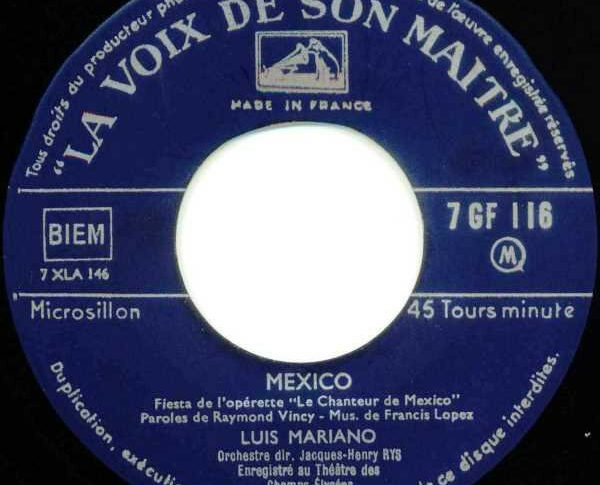 Tous droits du producteur
de l'œuvre enregistrée réservés
"LA VOIX DE SON MAITRE"
MADE IN FRANCE
BIEM
7 XLA 146
7 GF 116
M
Microsillon
45 Tours minute
MEXICO
Fiesta de l'opérette "Le Chanteur de Mexico"
Paroles de Raymond Vincy - Mus. de Francis Lopez
LUIS MARIANO
Orchestre dir. Jacques-Henry RYS
Enregistré au Théâtre des
Champs Élysées
Duplication,
ce disque interdites.